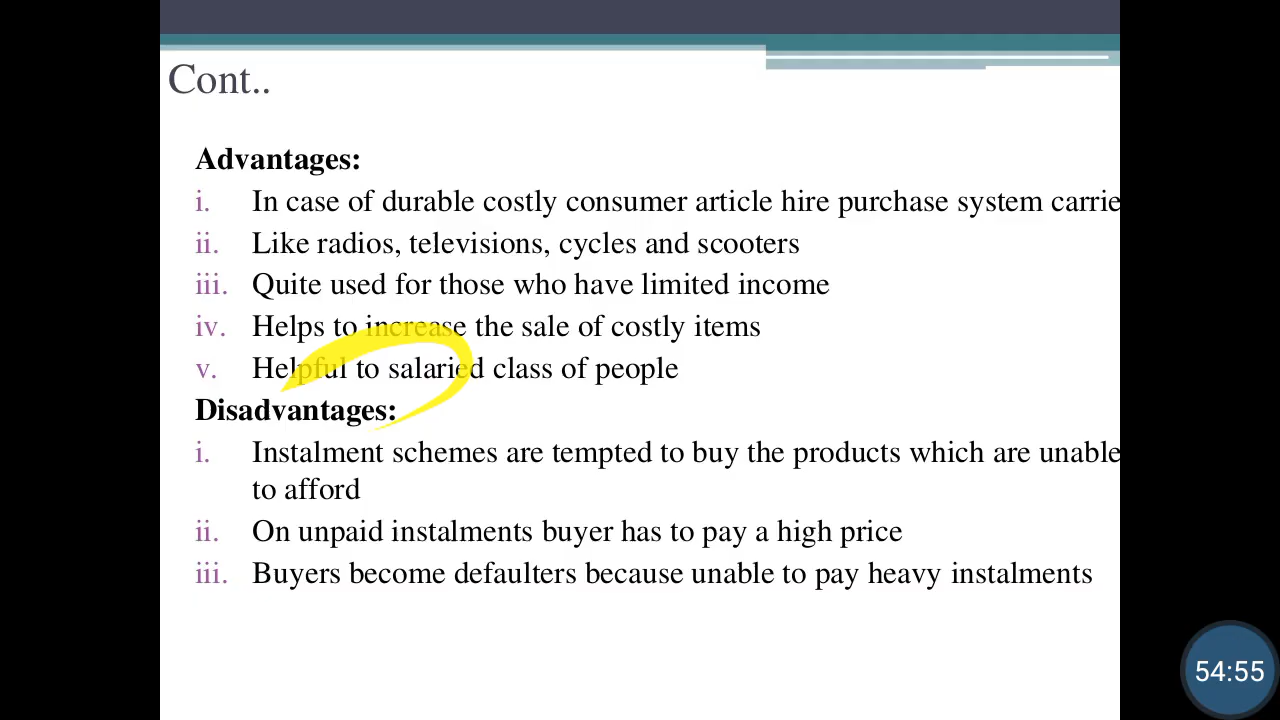 Cont..
Advantages:
i. In case of durable costly consumer article hire purchase system carrie
ii. Like radios, televisions, cycles and scooters
iii. Quite used for those who have limited income
iv. Helps to increase the sale of costly items
v. Helpful to salaried class of people
Disadvantages:
i. Instalment schemes are tempted to buy the products which are unable
to afford
ii. On unpaid instalments buyer has to pay a high price
iii. Buyers become defaulters because unable to pay heavy instalments
54:55